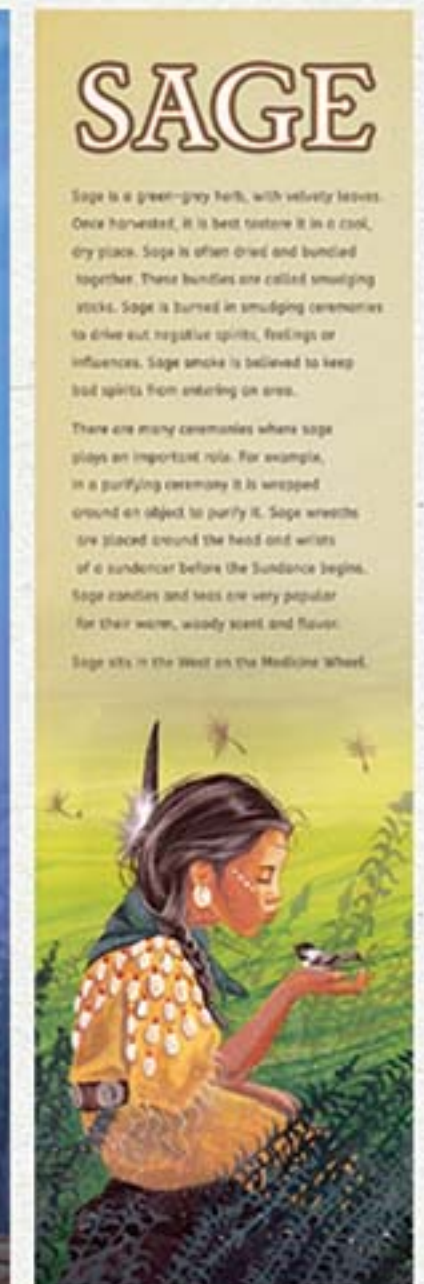 SAGE
Sage is a green-grey herb, with velvety leaves.
Once harvested, it is best tostore it in a cool,
dry place. Sage is often dried and bundled
together. These bundles are called smudging
sticks. Sage is burned in smudging ceremonies
to drive out negative spirits, feelings or
influences. Sage smoke is believed to keep
bad spirits from entering an area.
There are many ceremonies where sage
plays an important role. For example,
in a purifying ceremony it is wrapped
around an object to purify it. Sage wreaths
are placed around the head and wrists
of a sundancer before the Sundance begins.
Sage candles and teas are very popular
for their warm, woody scent and flavor.
Sage sits in the West on the Medicine Wheel.